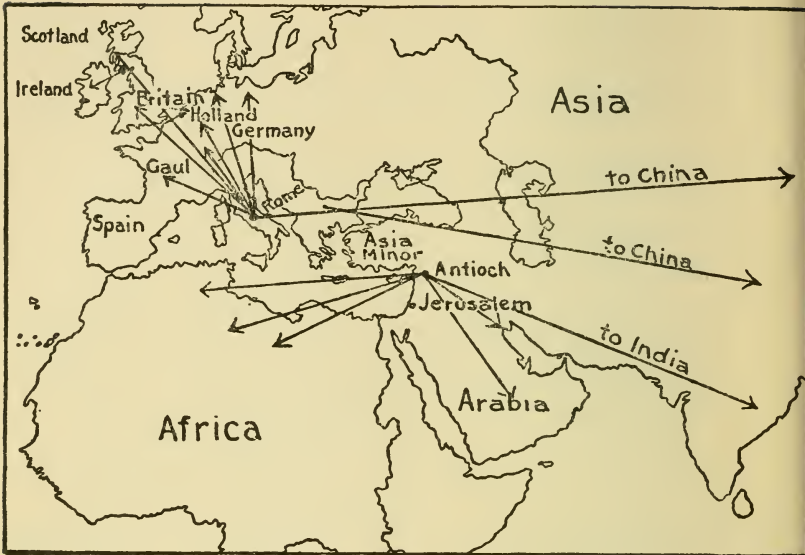 Scotland
Ireland
Britain
Holland
Germany
Asia
Gaul
to China
Rome
Spain
Asia
Minor
to China
Antioch
Jerusalem
to India
Arabia
Africa